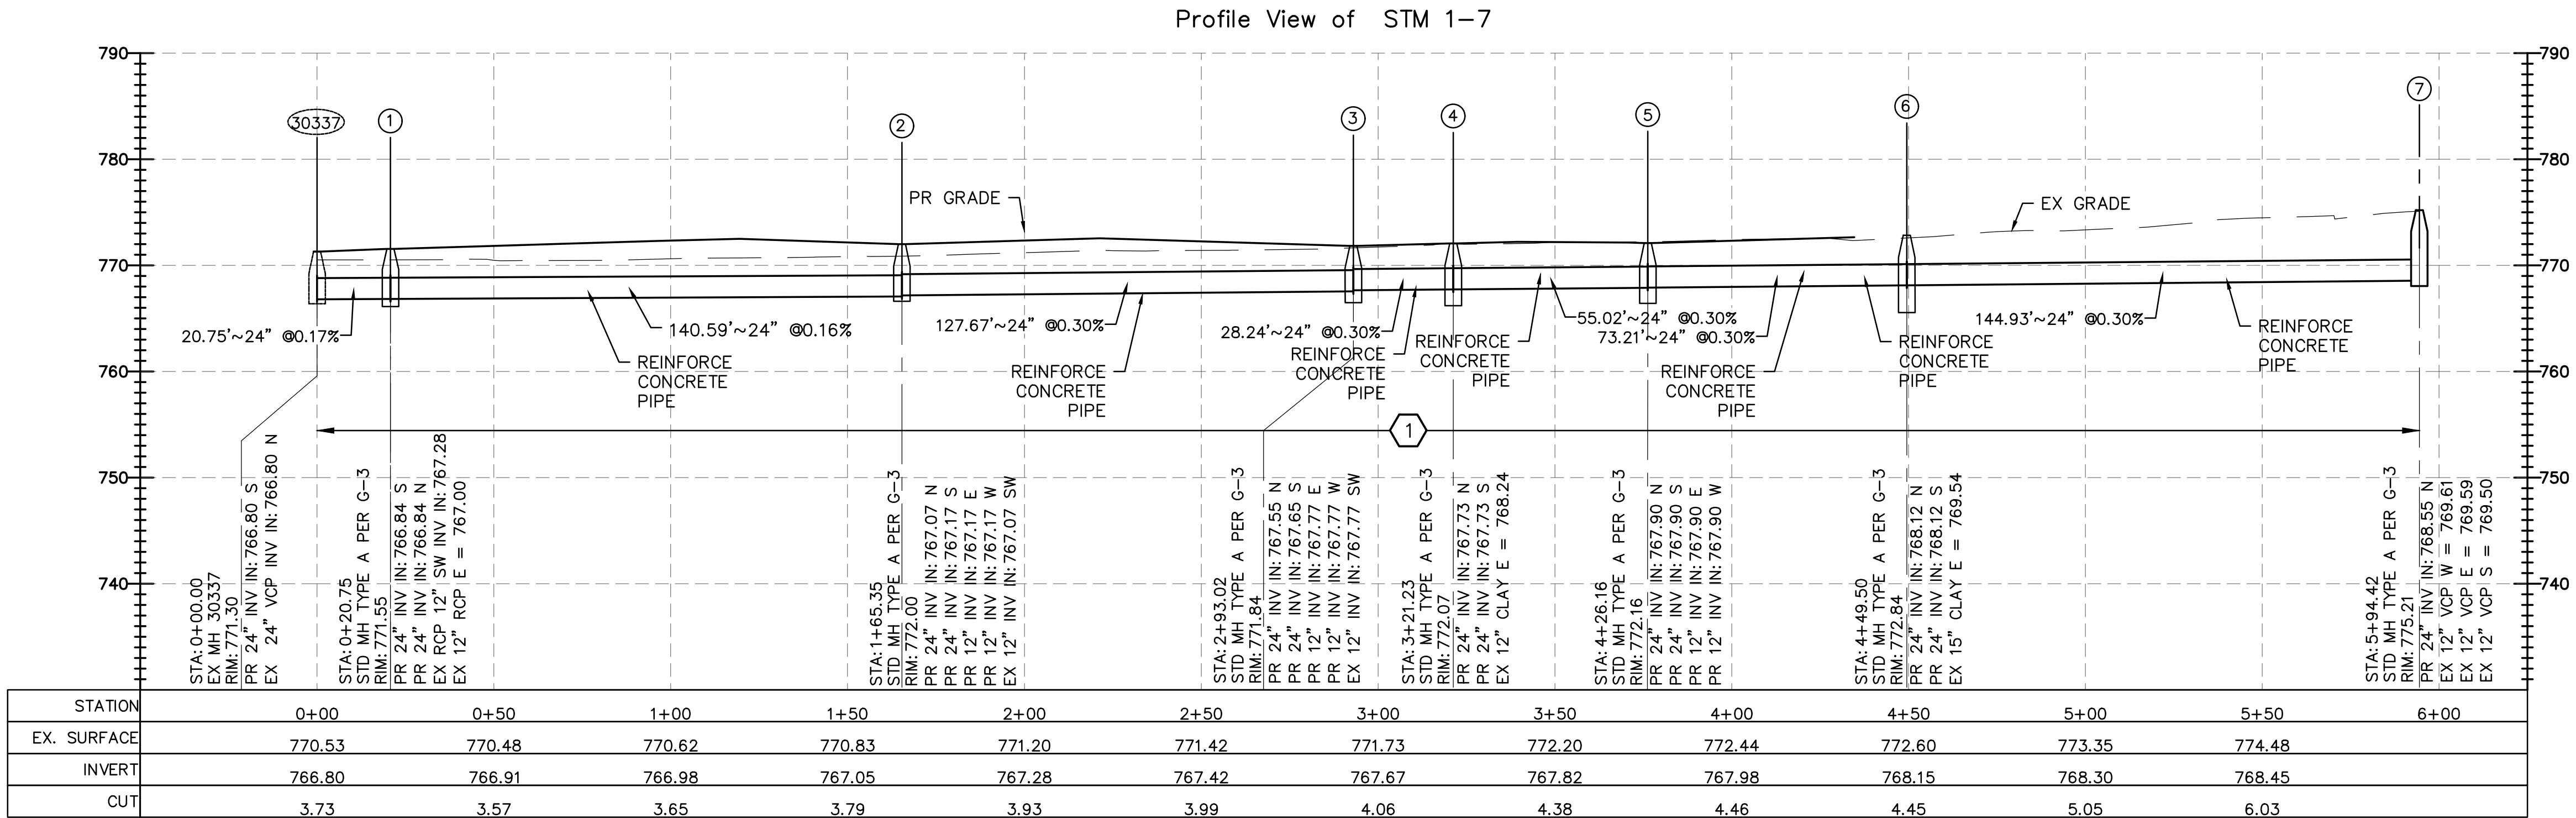 Profile View of STM 1-7
790
790
780
780
770
770
760
760
750
750
740
740
30337
1
2
3
4
5
6
7
PR GRADE
EX GRADE
20.75'~24" @0.17%
140.59'~24" @0.16%
REINFORCE
CONCRETE
PIPE
127.67'~24" @0.30%
REINFORCE
CONCRETE
PIPE
28.24'~24" @0.30%
REINFORCE
CONCRETE
PIPE
REINFORCE
CONCRETE
PIPE
55.02'~24" @0.30%
73.21'~24" @0.30%
REINFORCE
CONCRETE
PIPE
REINFORCE
CONCRETE
PIPE
144.93'~24" @0.30%
REINFORCE
CONCRETE
PIPE
1
STA:0+00.00
EX MH 30337
RIM:771.30
PR 24" INV IN:766.80 S
EX 24" VCP INV IN:766.80 N
STA:0+20.75
STD MH TYPE A PER G-3
RIM:771.55
PR 24" INV IN:766.84 S
PR 24" INV IN:766.84 N
EX RCP 12" SW INV IN:767.28
EX 12" RCP E = 767.00
STA:1+65.35
STD MH TYPE A PER G-3
RIM:772.00
PR 24" INV IN:767.07 N
PR 24" INV IN:767.17 S
PR 12" INV IN:767.17 E
PR 12" INV IN:767.17 W
EX 12" INV IN:767.07 SW
STA:2+93.02
STD MH TYPE A PER G-3
RIM:771.84
PR 24" INV IN:767.55 N
PR 24" INV IN:767.65 S
PR 12" INV IN:767.77 E
PR 12" INV IN:767.77 W
EX 12" INV IN:767.77 SW
STA:3+21.23
STD MH TYPE A PER G-3
RIM:772.07
PR 24" INV IN:767.73 N
PR 24" INV IN:767.73 S
EX 12" CLAY E = 768.24
STA:4+26.16
STD MH TYPE A PER G-3
RIM:772.16
PR 24" INV IN:767.90 N
PR 24" INV IN:767.90 S
PR 12" INV IN:767.90 E
PR 12" INV IN:767.90 W
STA:4+49.50
STD MH TYPE A PER G-3
RIM:772.84
PR 24" INV IN:768.12 N
PR 24" INV IN:768.12 S
EX 15" CLAY E = 769.54
STA:5+94.42
STD MH TYPE A PER G-3
RIM:775.21
PR 24" INV IN:768.55 N
EX 12" VCP W = 769.61
EX 12" VCP E = 769.59
EX 12" VCP S = 769.50
STATION 0+00 0+50 1+00 1+50 2+00 2+50 3+00 3+50 4+00 4+50 5+00 5+50 6+00
EX. SURFACE 770.53 770.48 770.62 770.83 771.20 771.42 771.73 772.20 772.44 772.60 773.35 774.48
INVERT 766.80 766.91 766.98 767.05 767.28 767.42 767.67 767.82 767.98 768.15 768.30 768.45
CUT 3.73 3.57 3.65 3.79 3.93 3.99 4.06 4.38 4.46 4.45 5.05 6.03